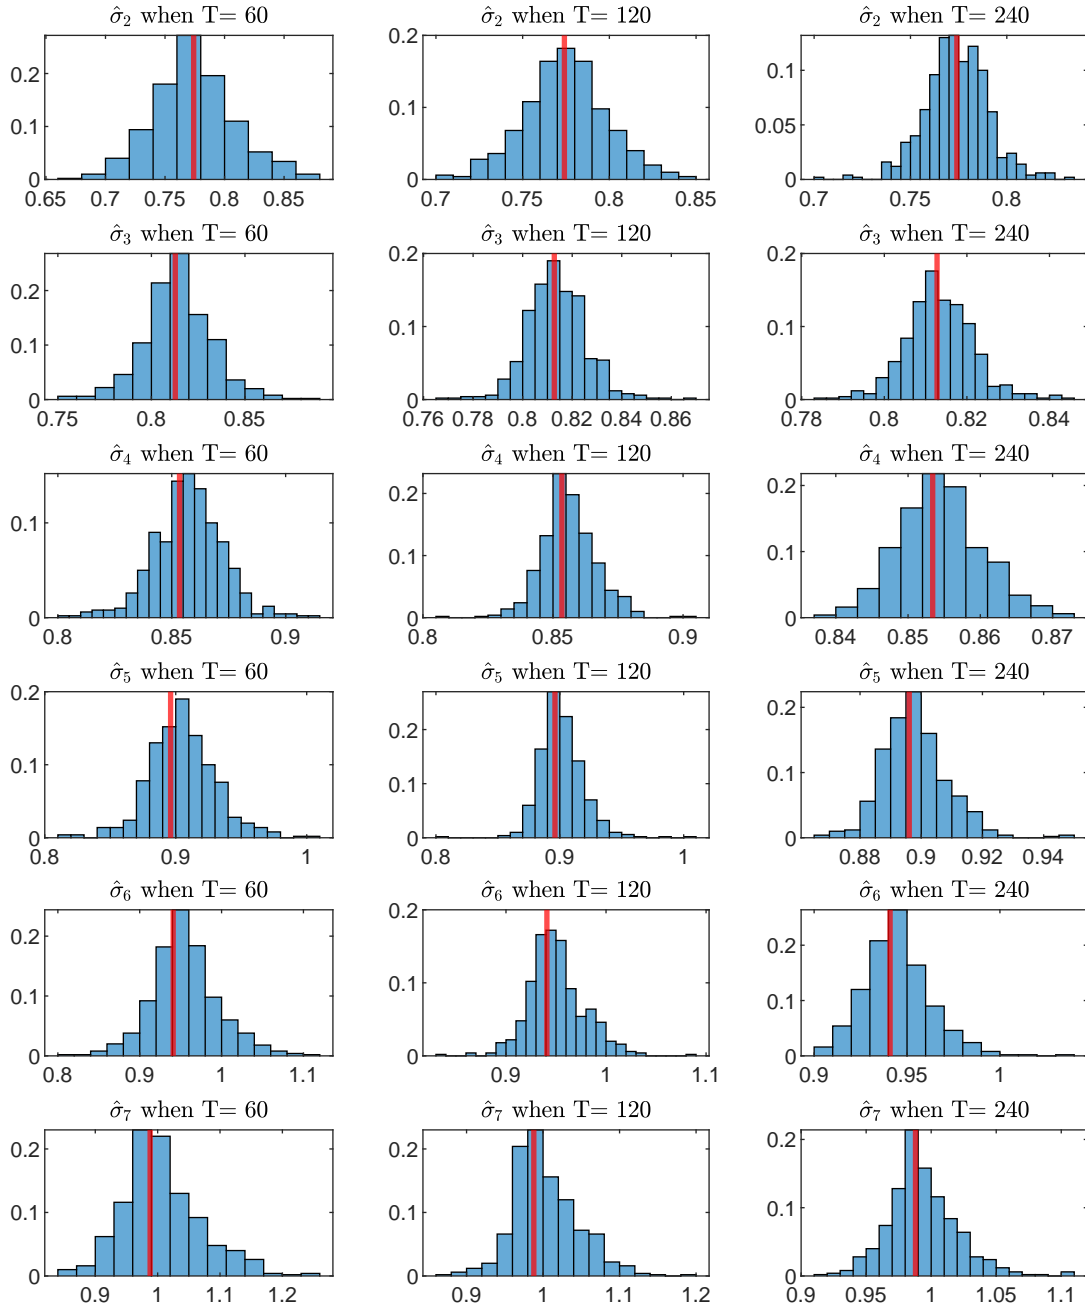 σ̂₂ when T= 60 σ̂₂ when T= 120 σ̂₂ when T= 240
0.2 0.2 0.1
0.1 0.1 0.05
0 0 0
0.65 0.7 0.75 0.8 0.85 0.7 0.75 0.8 0.85 0.7 0.75 0.8
σ̂₃ when T= 60 σ̂₃ when T= 120 σ̂₃ when T= 240
0.2 0.2 0.2
0.1 0.1 0.1
0 0 0
0.75 0.8 0.85 0.76 0.78 0.8 0.82 0.84 0.86 0.78 0.8 0.82 0.84
σ̂₄ when T= 60 σ̂₄ when T= 120 σ̂₄ when T= 240
0.1 0.2 0.2
0.1 0.1
0 0 0
0.8 0.85 0.9 0.8 0.85 0.9 0.84 0.85 0.86 0.87
σ̂₅ when T= 60 σ̂₅ when T= 120 σ̂₅ when T= 240
0.2 0.2 0.2
0.1 0.1 0.1
0 0 0
0.8 0.9 1 0.8 0.9 1 0.88 0.9 0.92 0.94
σ̂₆ when T= 60 σ̂₆ when T= 120 σ̂₆ when T= 240
0.2 0.2 0.2
0.1 0.1 0.1
0 0 0
0.8 0.9 1 1.1 0.9 1 1.1 0.9 0.95 1
σ̂₇ when T= 60 σ̂₇ when T= 120 σ̂₇ when T= 240
0.2 0.2 0.2
0.1 0.1 0.1
0 0 0
0.9 1 1.1 1.2 0.9 1 1.1 1.2 0.9 0.95 1 1.05 1.1